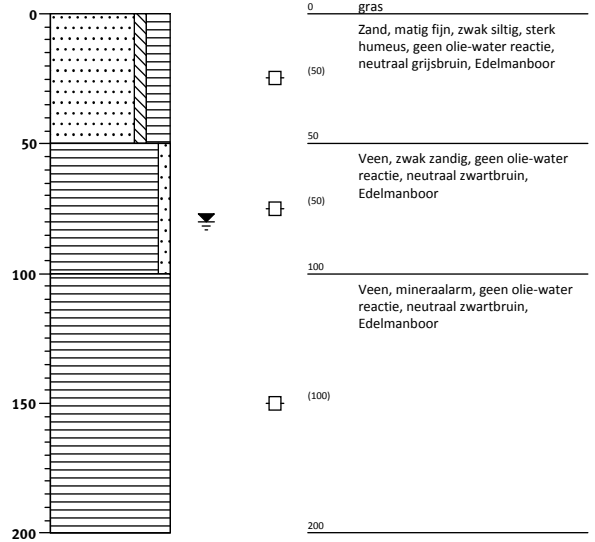 0
50
100
150
200
0
gras
Zand, matig fijn, zwak siltig, sterk
humeus, geen olie-water reactie,
neutraal grijsbruin, Edelmanboor
(50)
50
Veen, zwak zandig, geen olie-water
reactie, neutraal zwartbruin,
Edelmanboor
(50)
100
Veen, mineraalarm, geen olie-water
reactie, neutraal zwartbruin,
Edelmanboor
(100)
200